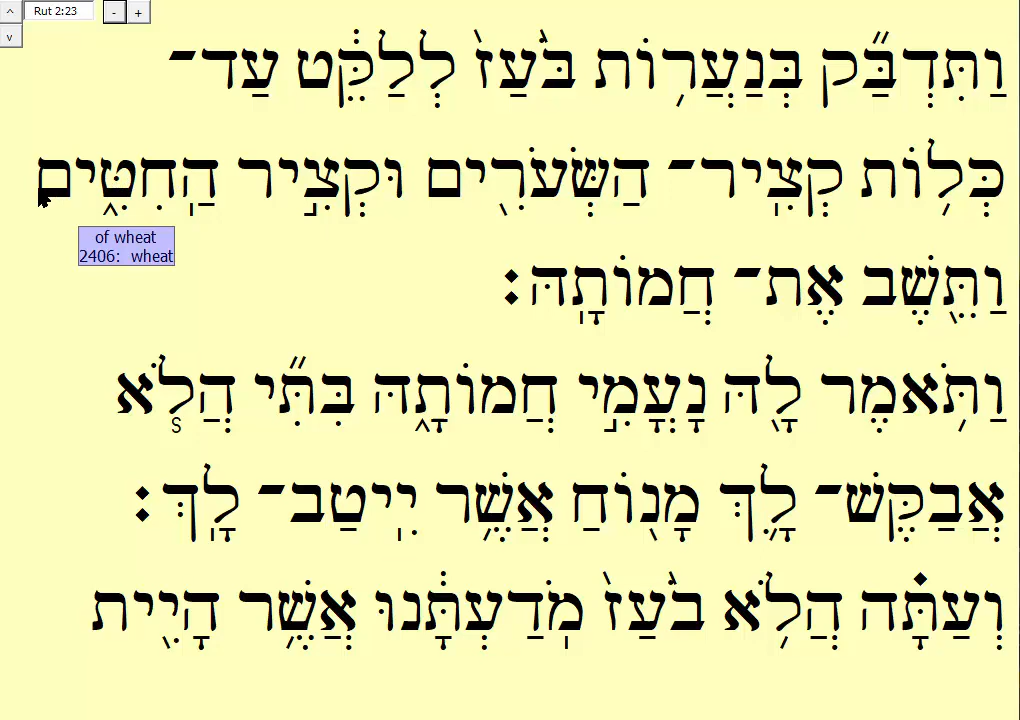 ^ Rut 2:23 - +
v
וַתִּדְבַּ֞ק בְּנַעֲר֥וֹת בֹּ֙עַז֙ לְלַקֵּ֔ט עַד־
כְּל֥וֹת קְצִֽיר־ הַשְּׂעֹרִ֖ים וּקְצִ֣יר הַֽחִטִּ֑ים
of wheat
2406: wheat
וַתֵּ֖שֶׁב אֶת־ חֲמוֹתָֽהּ׃
וַתֹּ֥אמֶר לָ֖הּ נָעֳמִ֣י חֲמוֹתָ֑הּ בִּתִּ֞י הֲלֹ֧א
אֲבַקֶּשׁ־ לָ֛ךְ מָנ֖וֹחַ אֲשֶׁ֥ר יִֽיטַב־ לָֽךְ׃
וְעַתָּ֗ה הֲלֹ֥א בֹ֙עַז֙ מֹֽדַעְתָּ֔נוּ אֲשֶׁ֥ר הָיִ֖ית